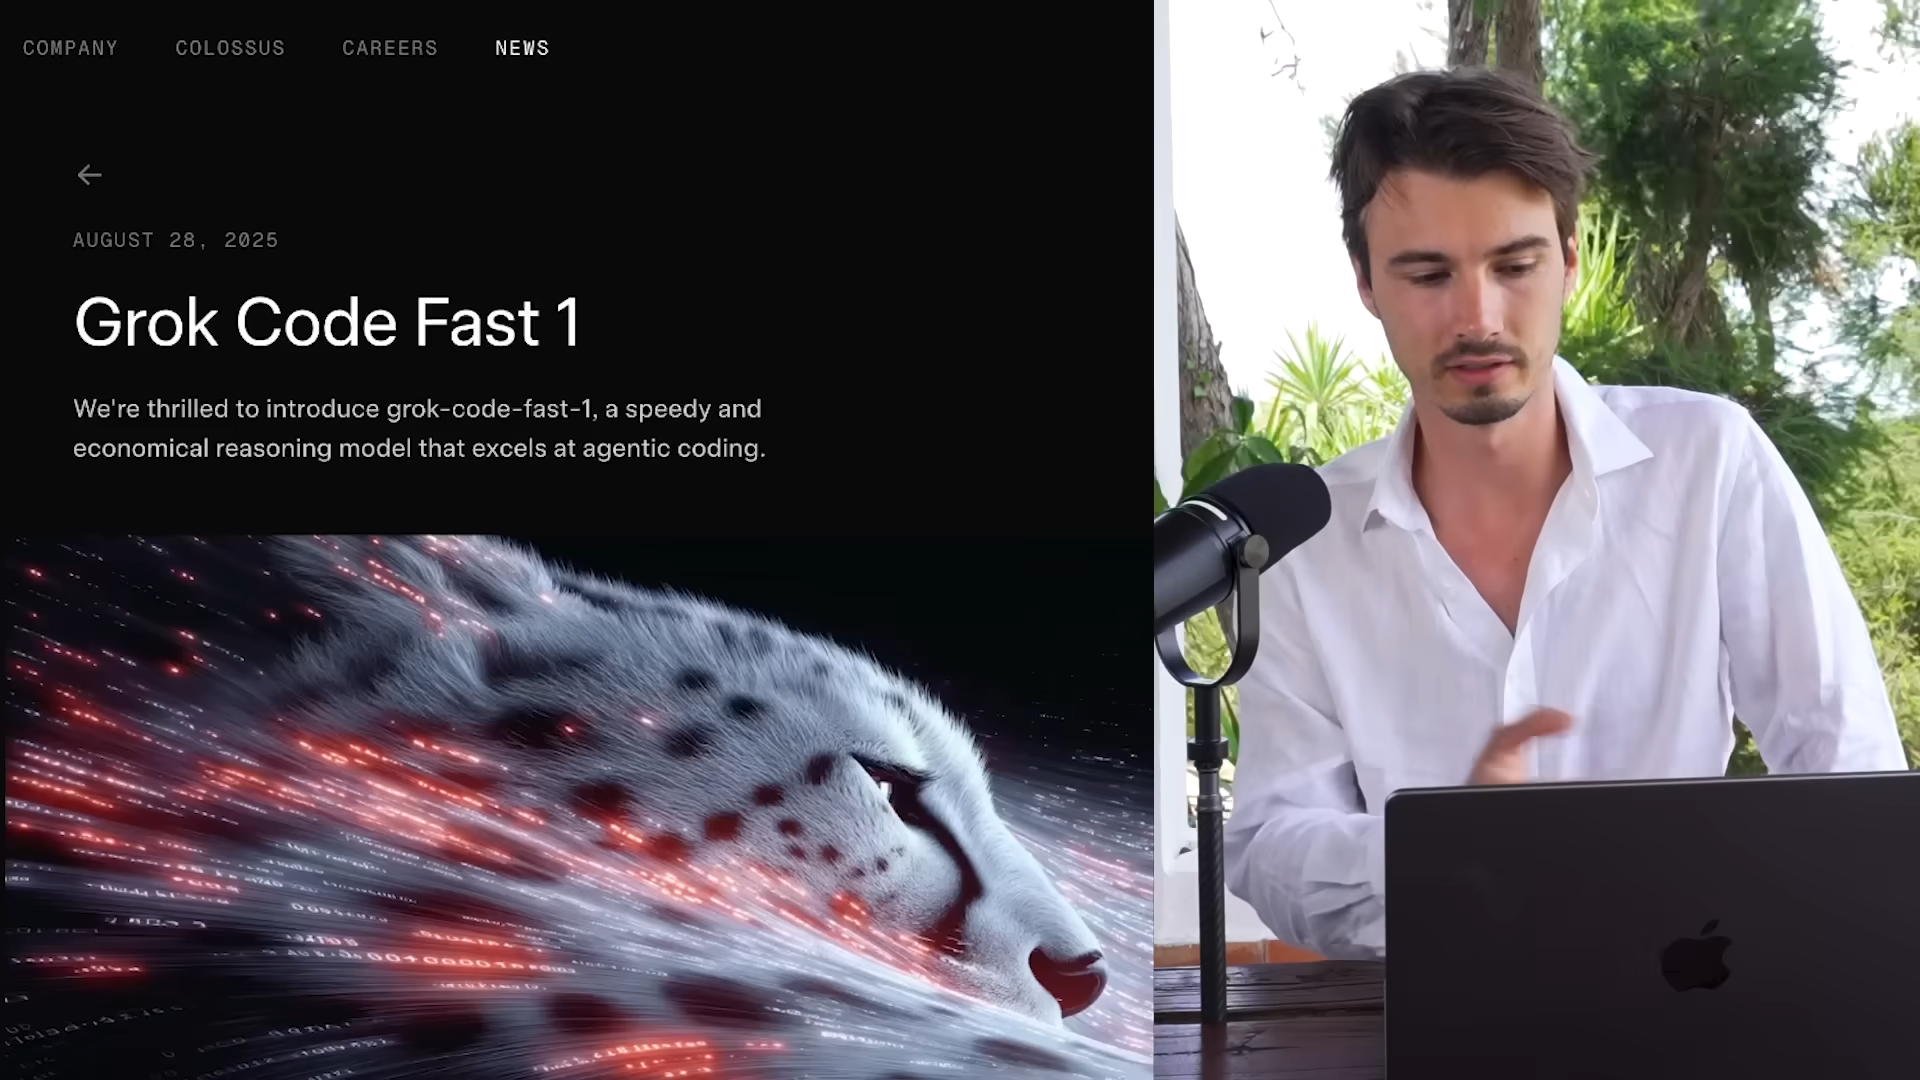 COMPANY COLOSSUS CAREERS NEWS
AUGUST 28, 2025
Grok Code Fast 1
We're thrilled to introduce grok-code-fast-1, a speedy and
economical reasoning model that excels at agentic coding.